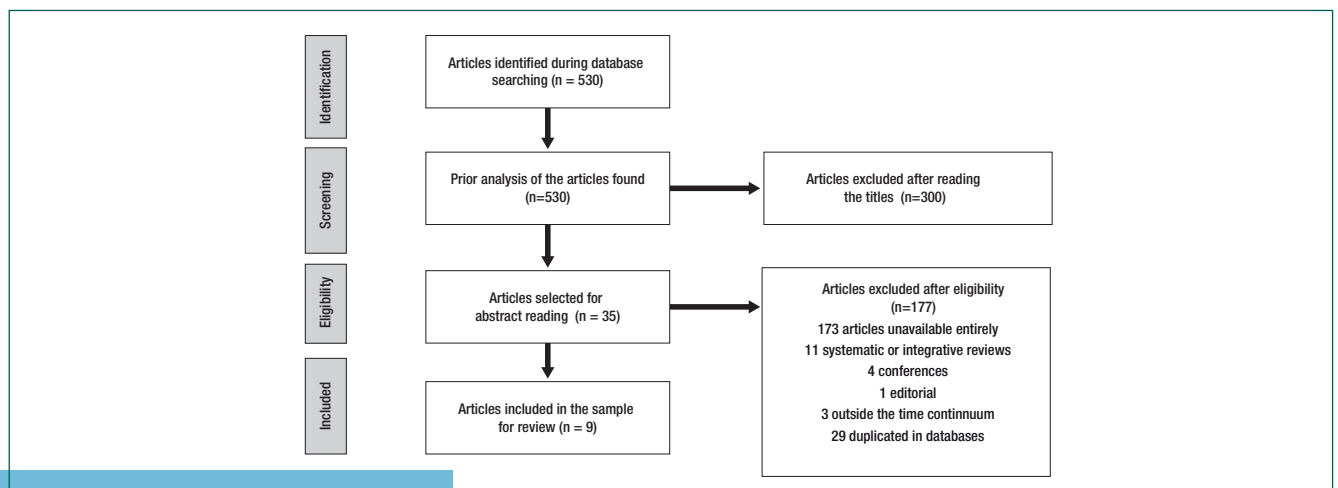 Identification
Articles identified during database
searching (n = 530)
Screening
Prior analysis of the articles found
(n=530)
Articles excluded after reading
the titles (n=300)
Eligibility
Articles selected for
abstract reading (n = 35)
Articles excluded after eligibility
(n=177)
173 articles unavailable entirely
11 systematic or integrative reviews
4 conferences
1 editorial
3 outside the time continnuum
29 duplicated in databases
Included
Articles included in the sample
for review (n = 9)